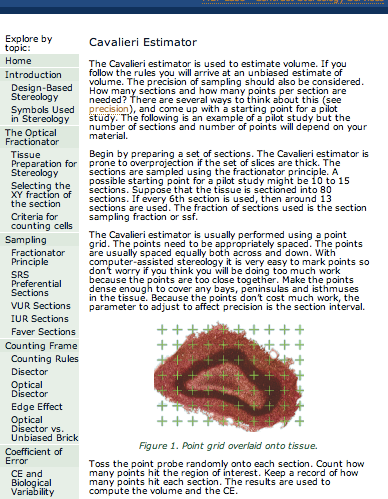 Explore by
topic:
Home
Introduction
Design-Based
Stereology
Symbols Used
in Stereology
The Optical
Fractionator
Tissue
Preparation for
Stereology
Selecting the
XY fraction of
the section
Criteria for
counting cells
Sampling
Fractionator
Principle
SRS
Preferential
Sections
VUR Sections
IUR Sections
Faver Sections
Counting Frame
Counting Rules
Disector
Optical
Disector
Edge Effect
Optical
Disector vs.
Unbiased Brick
Coefficient of
Error
CE and
Biological
Variability
Cavalieri Estimator
The Cavalieri estimator is used to estimate volume. If you
follow the rules you will arrive at an unbiased estimate of
volume. The precision of sampling should also be considered.
How many sections and how many points per section are
needed? There are several ways to think about this (see
precision), and come up with a starting point for a pilot
study. The following is an example of a pilot study but the
number of sections and number of points will depend on your
material.
Begin by preparing a set of sections. The Cavalieri estimator is
prone to overprojection if the set of slices are thick. The
sections are sampled using the fractionator principle. A
possible starting point for a pilot study might be 10 to 15
sections. Suppose that the tissue is sectioned into 80
sections. If every 6th section is used, then around 13
sections are used. The fraction of sections used is the section
sampling fraction or ssf.
The Cavalieri estimator is usually performed using a point
grid. The points need to be appropriately spaced. The points
are usually spaced equally both across and down. With
computer-assisted stereology it is very easy to mark points so
don't worry if you think you will be doing too much work
because the points are too close together. Make the points
dense enough to cover any bays, peninsulas and isthmuses
in the tissue. Because the points don't cost much work, the
parameter to adjust to affect precision is the section interval.
Figure 1. Point grid overlaid onto tissue.
Toss the point probe randomly onto each section. Count how
many points hit the region of interest. Keep a record of how
many points hit each section. The results are used to
compute the volume and the CE.